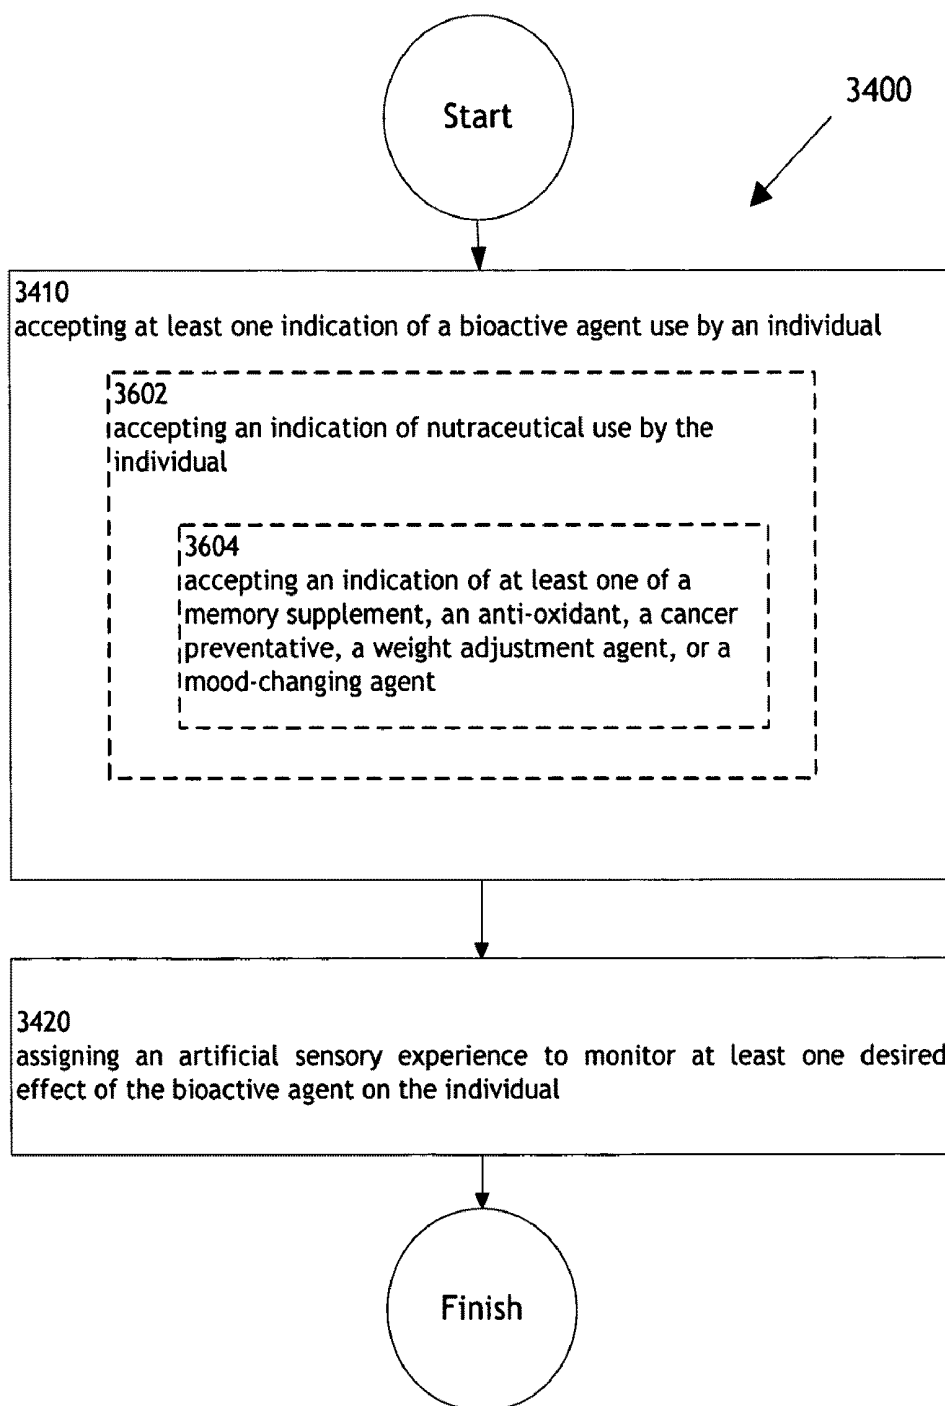 Start
3400
3410
accepting at least one indication of a bioactive agent use by an individual
3602
accepting an indication of nutraceutical use by the
individual
3604
accepting an indication of at least one of a
memory supplement, an anti-oxidant, a cancer
preventative, a weight adjustment agent, or a
mood-changing agent
3420
assigning an artificial sensory experience to monitor at least one desired
effect of the bioactive agent on the individual
Finish